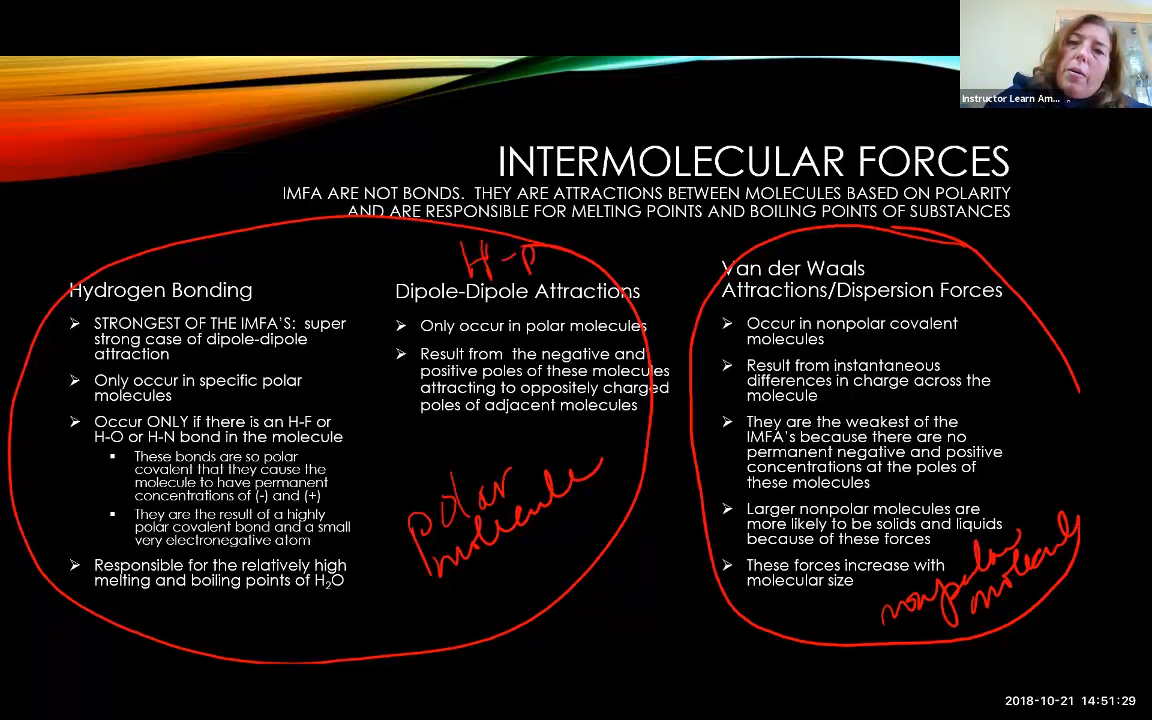 Instructor Learn Am...
INTERMOLECULAR FORCES
IMFA ARE NOT BONDS. THEY ARE ATTRACTIONS BETWEEN MOLECULES BASED ON POLARITY
AND ARE RESPONSIBLE FOR MELTING POINTS AND BOILING POINTS OF SUBSTANCES
Hydrogen Bonding
STRONGEST OF THE IMFA'S: super
strong case of dipole-dipole
attraction
Only occur in specific polar
molecules
Occur ONLY if there is an H-F or
H-O or H-N bond in the molecule
These bonds are so polar
covalent that they cause the
molecule to have permanent
concentrations of (-) and (+)
They are the result of a highly
polar covalent bond and a small
very electronegative atom
Responsible for the relatively high
melting and boiling points of H₂O
H-p
Dipole-Dipole Attractions
Only occur in polar molecules
Result from the negative and
positive poles of these molecules
attracting to oppositely charged
poles of adjacent molecules
polar
molecule
Van der Waals
Attractions/Dispersion Forces
Occur in nonpolar covalent
molecules
Result from instantaneous
differences in charge across the
molecule
They are the weakest of the
IMFA's because there are no
permanent negative and positive
concentrations at the poles of
these molecules
Larger nonpolar molecules are
more likely to be solids and liquids
because of these forces
These forces increase with
molecular size
nonpolar
2018-10-21 14:51:29